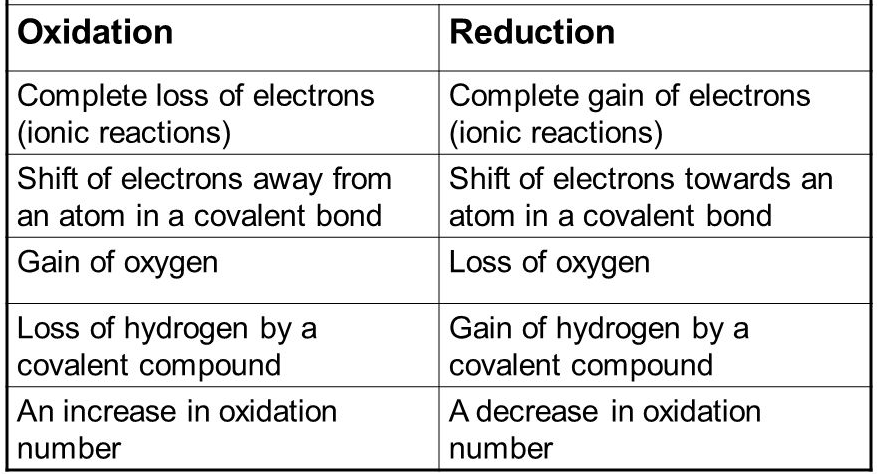 Oxidation
Reduction
Complete loss of electrons
(ionic reactions)
Complete gain of electrons
(ionic reactions)
Shift of electrons away from
an atom in a covalent bond
Shift of electrons towards an
atom in a covalent bond
Gain of oxygen
Loss of oxygen
Loss of hydrogen by a
covalent compound
Gain of hydrogen by a
covalent compound
An increase in oxidation
number
A decrease in oxidation
number